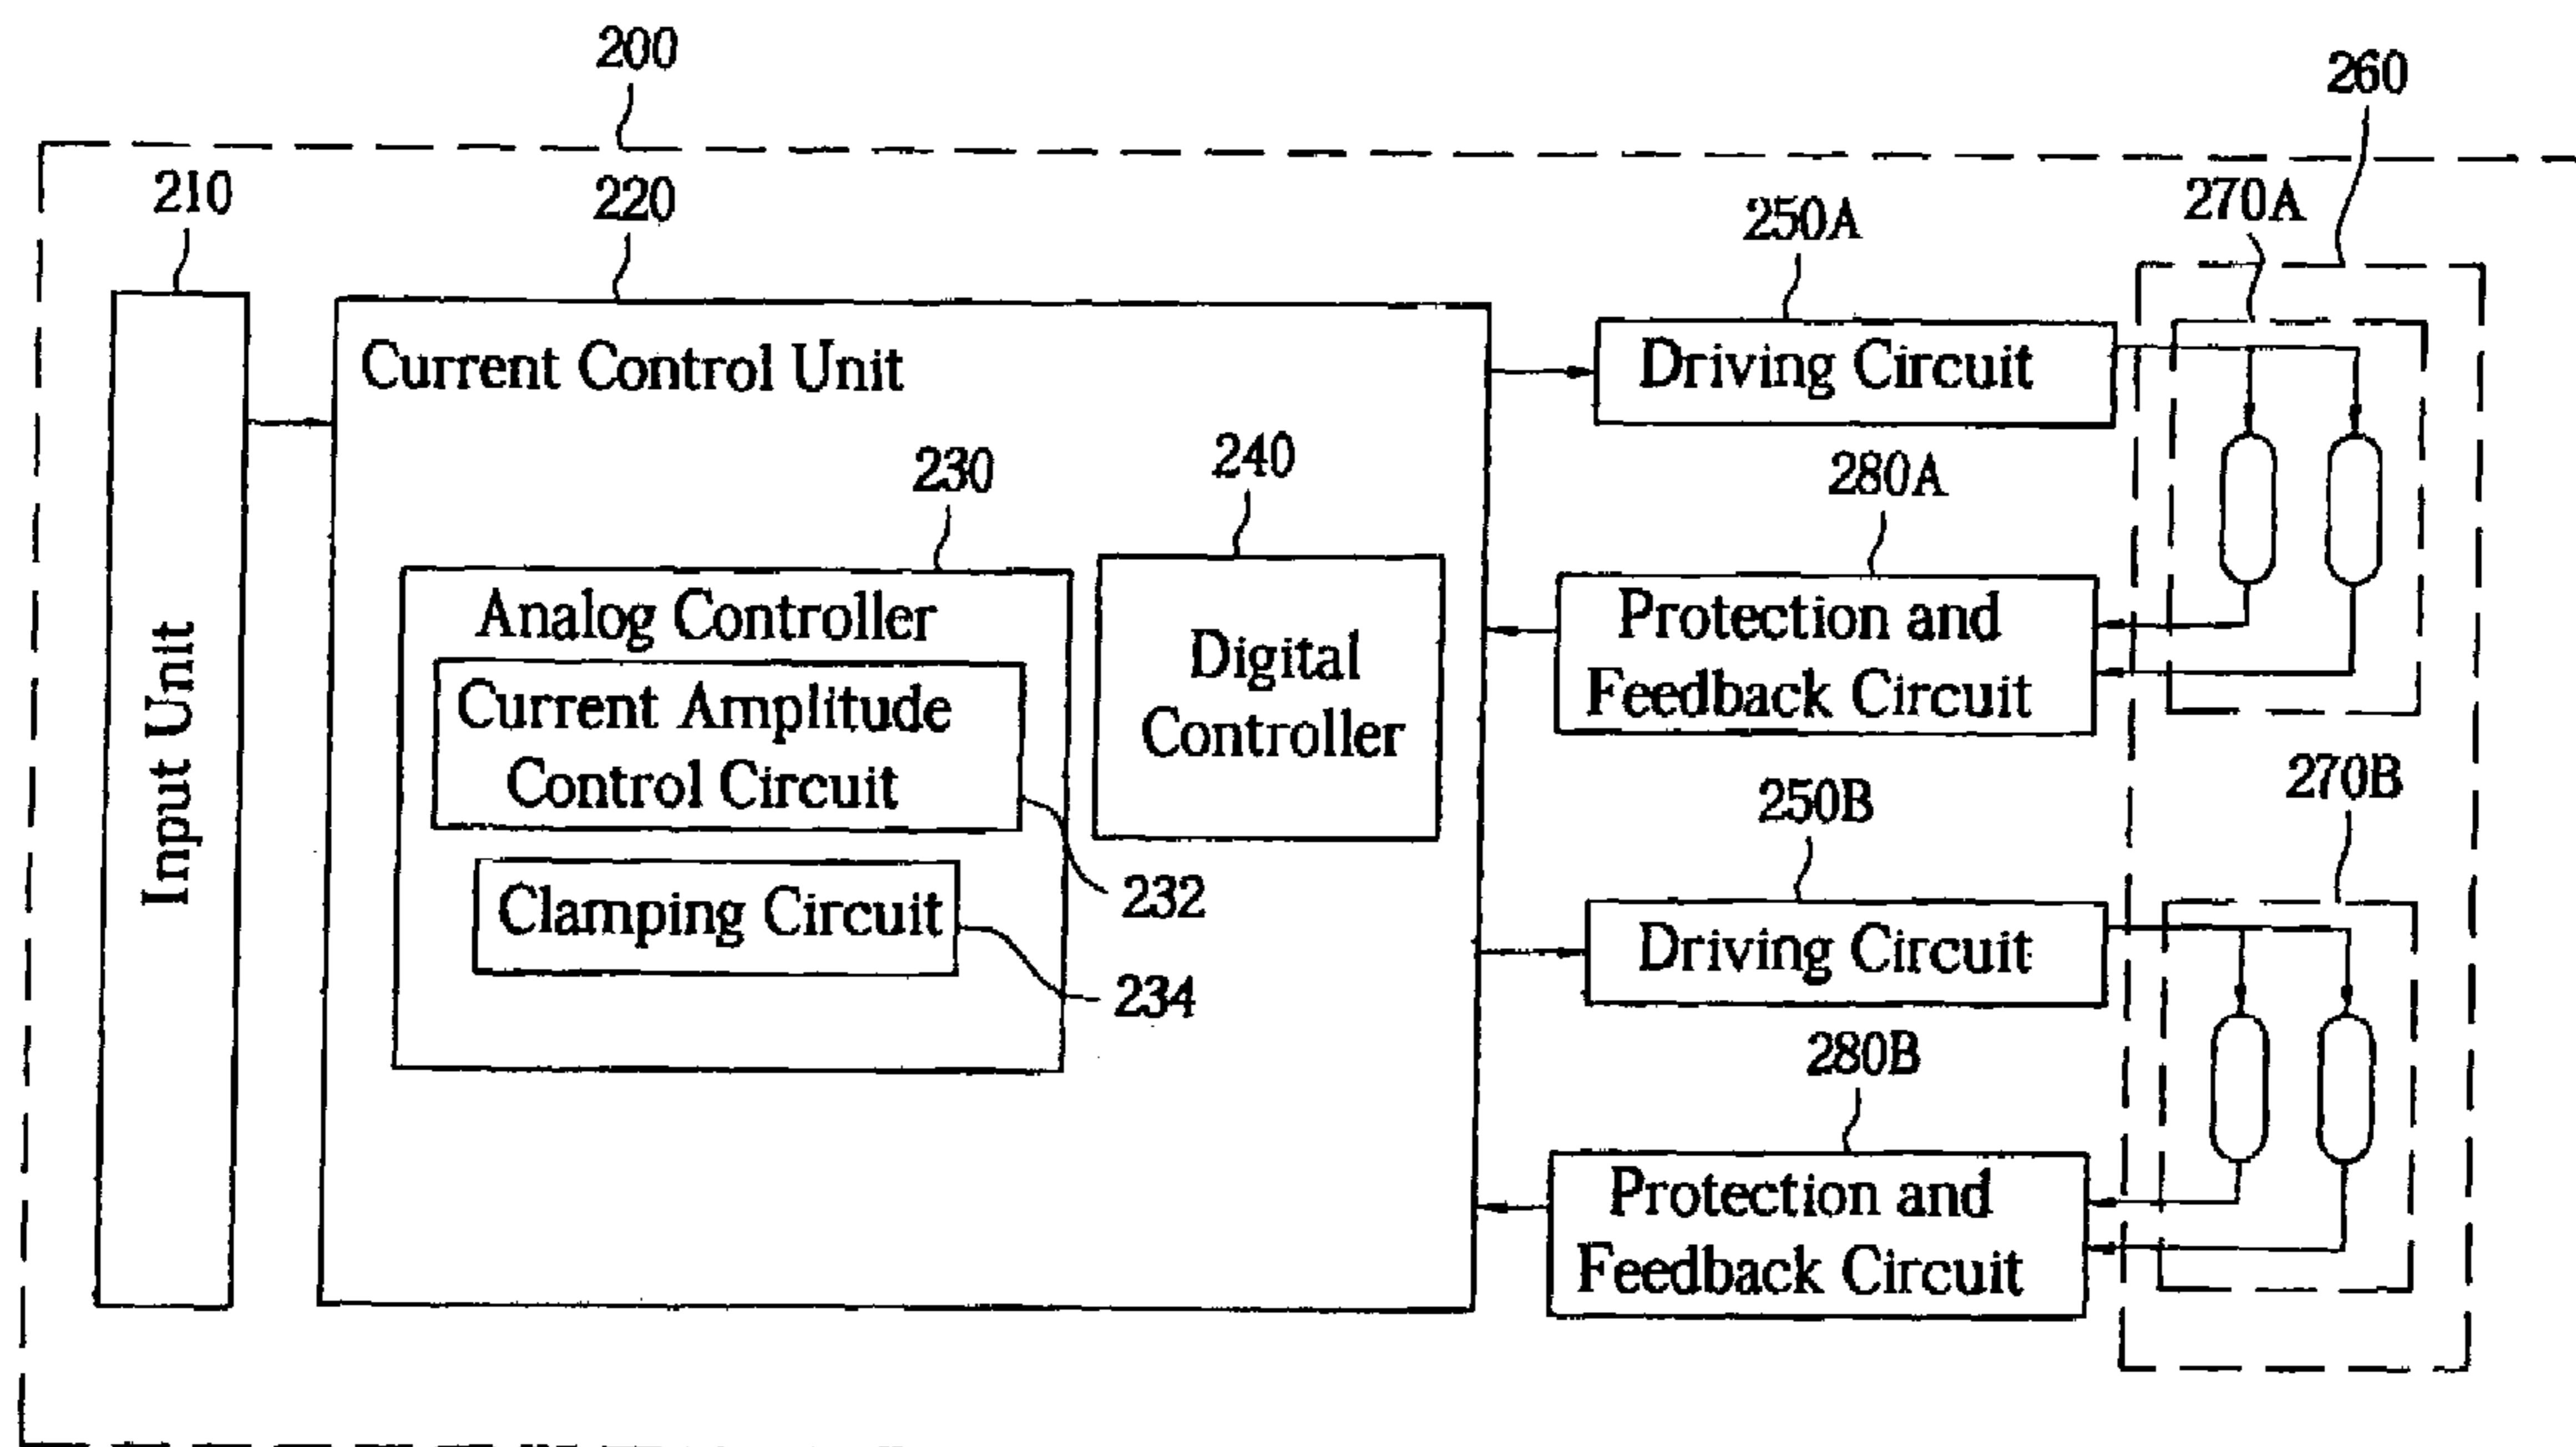 200
260
210
220
250A
270A
Current Control Unit
Driving Circuit
230
240
280A
Analog Controller
Current Amplitude
Control Circuit
Digital
Controller
Protection and
Feedback Circuit
Input Unit
250B
270B
232
Clamping Circuit
234
Driving Circuit
280B
Protection and
Feedback Circuit